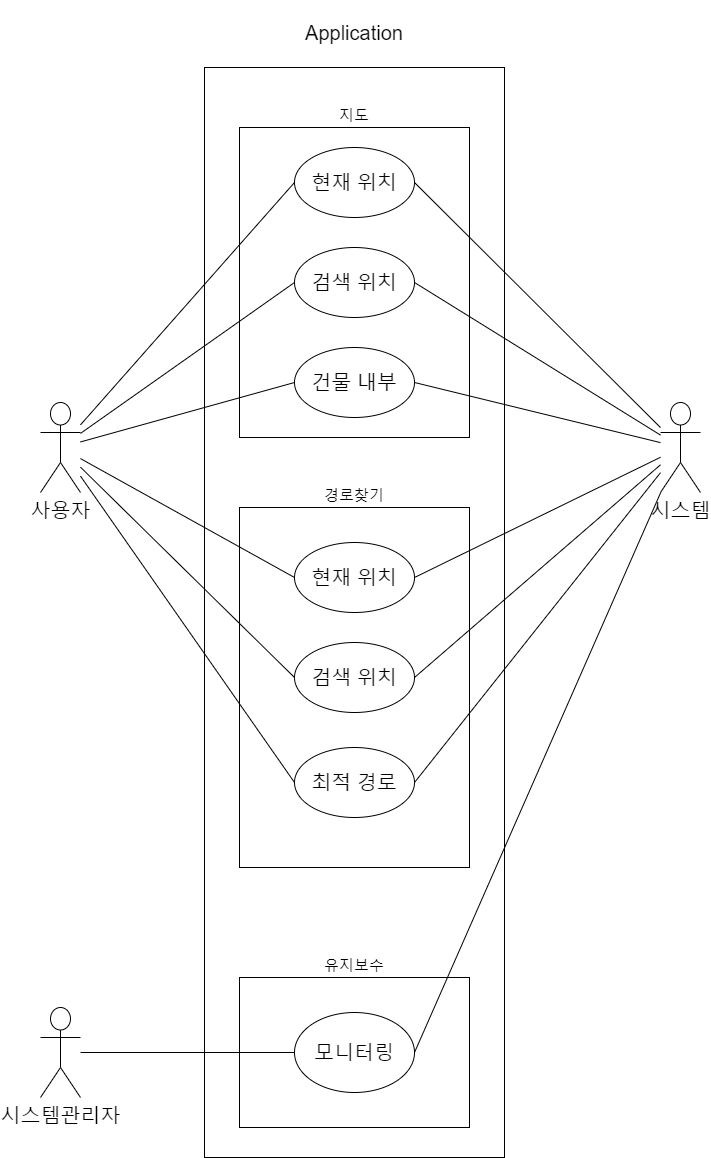 Application
지도
현재 위치
검색 위치
건물 내부
사용자
시스템
경로찾기
현재 위치
검색 위치
최적 경로
유지보수
모니터링
시스템관리자